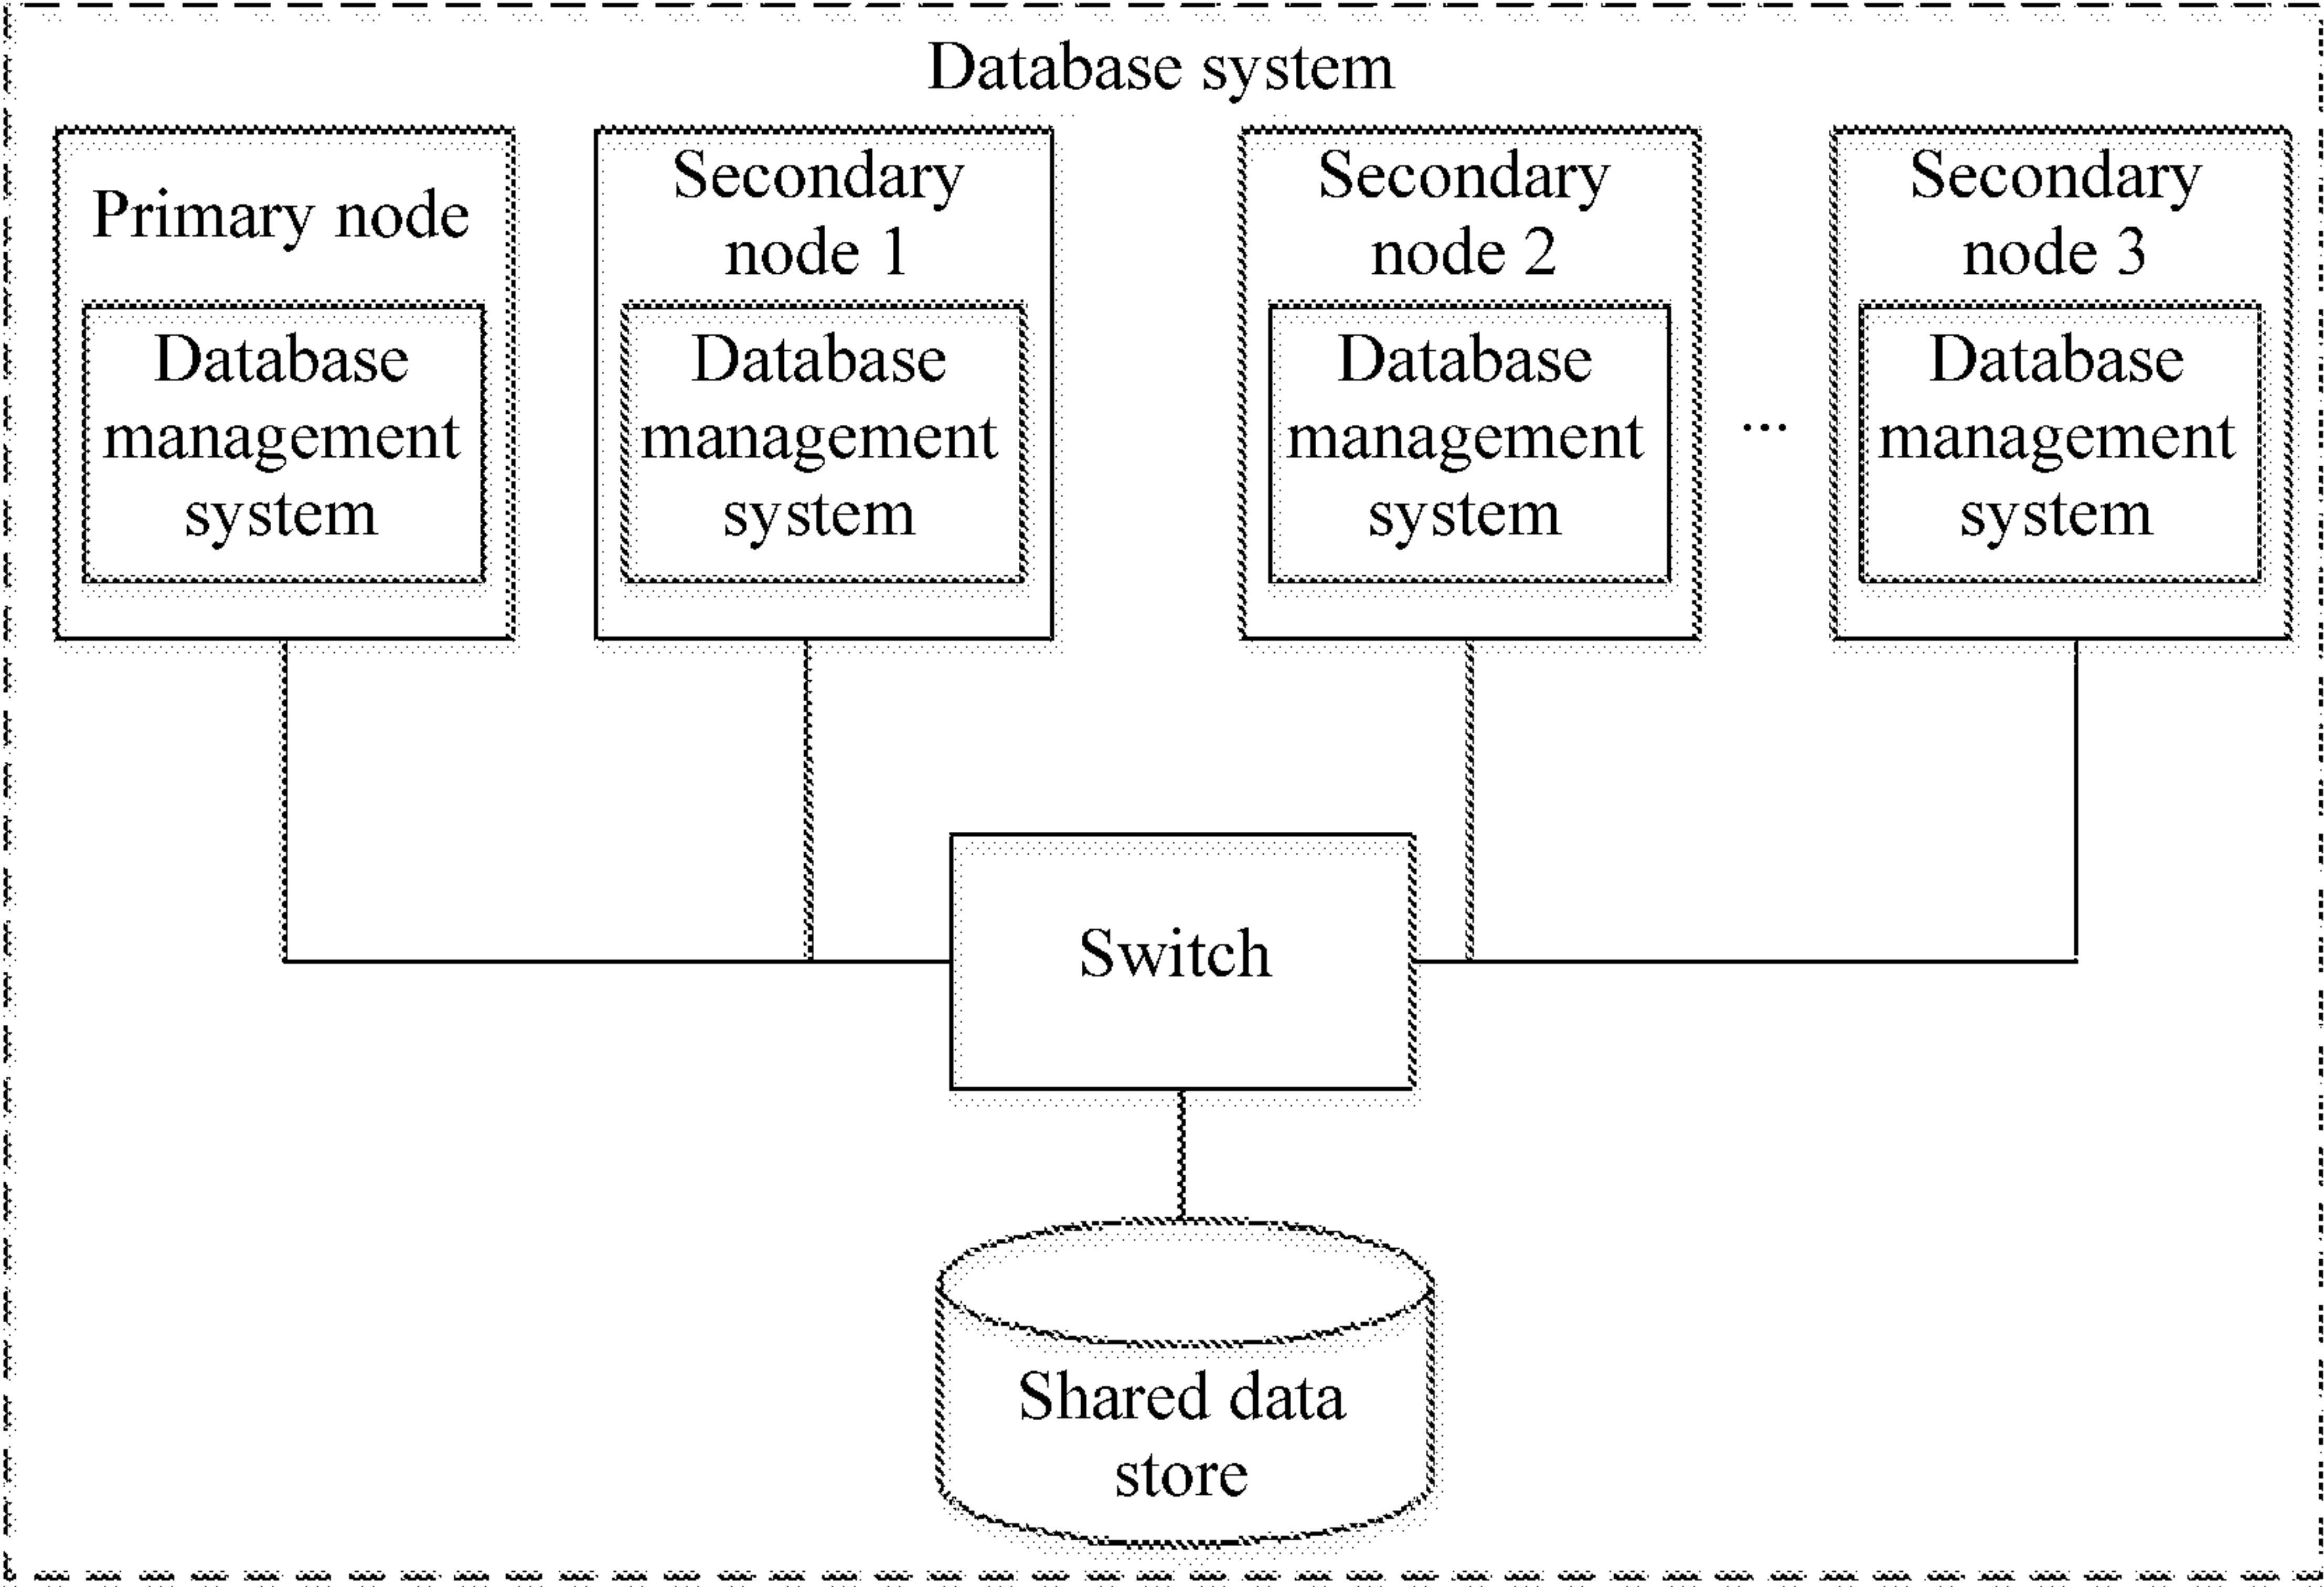 Database system
Primary node
Database
management
system
Secondary
node 1
Database
management
system
Secondary
node 2
Database
management
system
...
Secondary
node 3
Database
management
system
Switch
Shared data
store